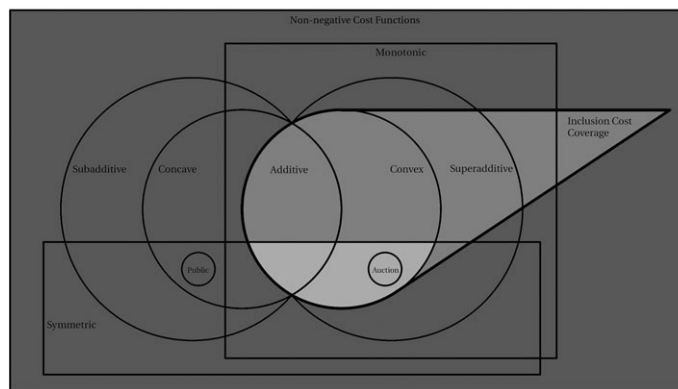 Non-negative Cost Functions
Monotonic
Inclusion Cost
Coverage
Subadditive
Concave
Additive
Convex
Superadditive
Public
Auction
Symmetric